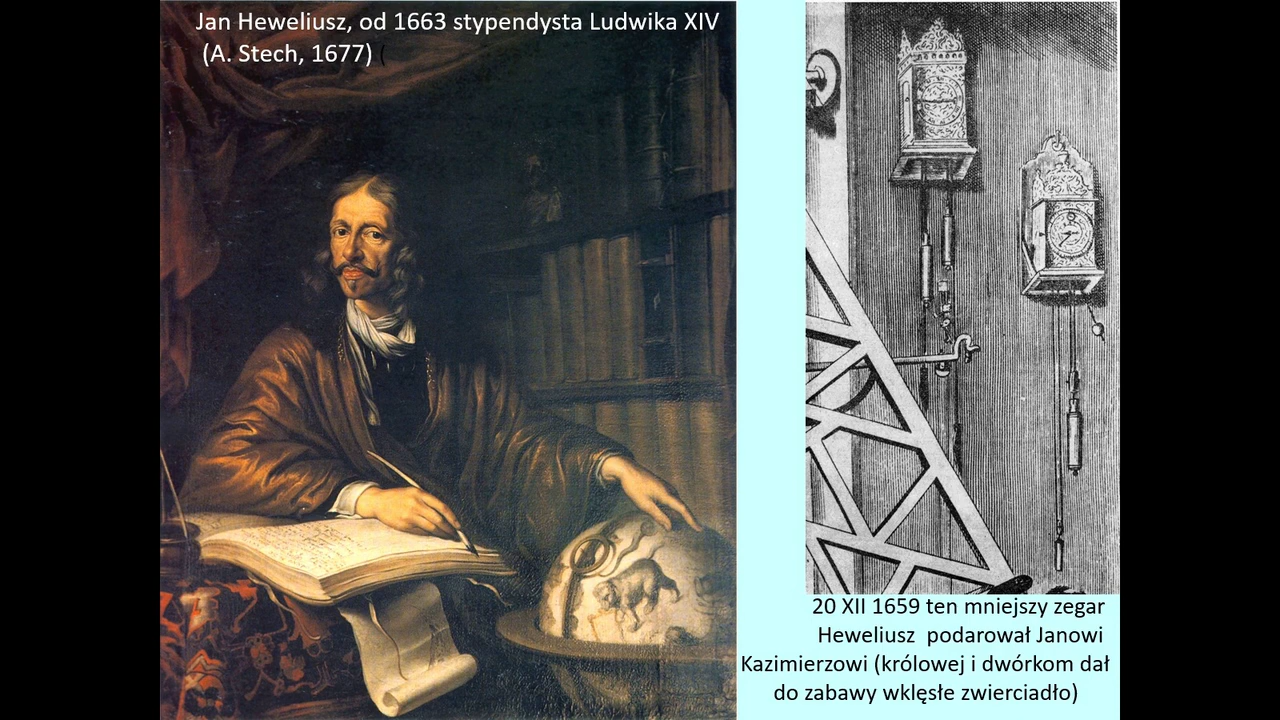 Jan Heweliusz, od 1663 stypendysta Ludwika XIV
(A. Stech, 1677) (
20 XII 1659 ten mniejszy zegar
Heweliusz podarował Janowi
Kazimierzowi (królowej i dwórkom dał
do zabawy wklęsłe zwierciadło)